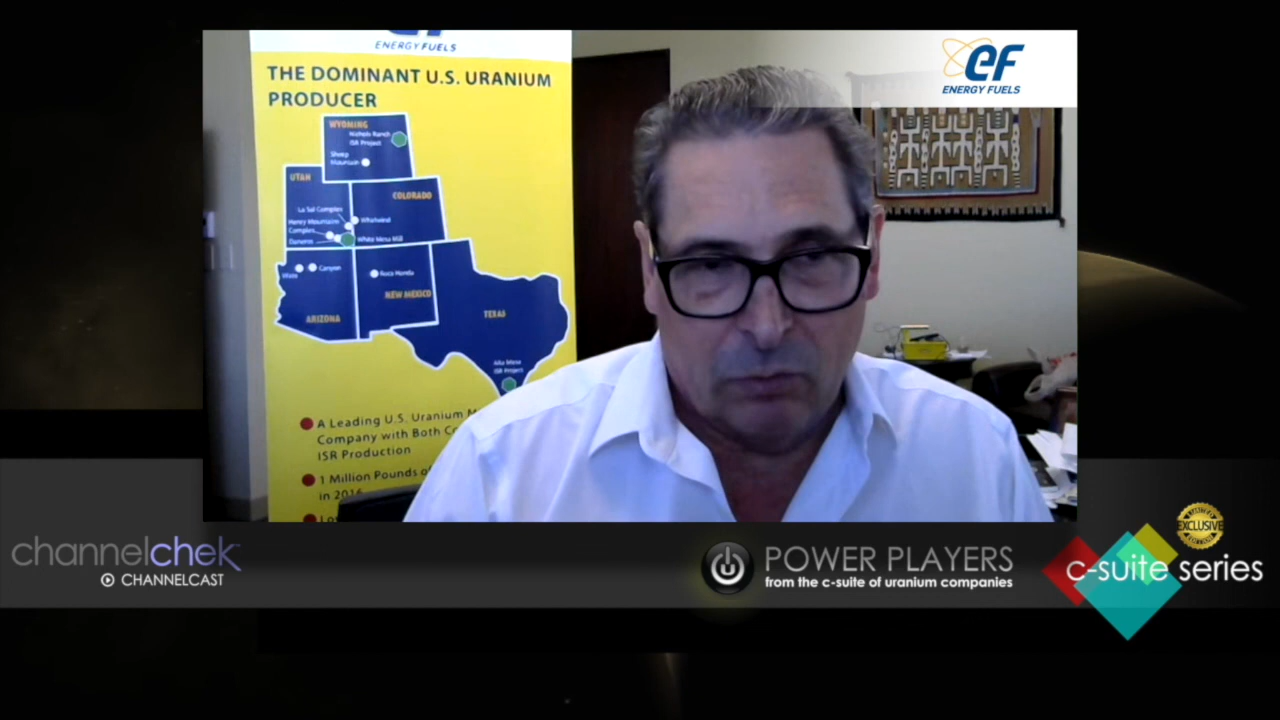 ENERGY FUELS
THE DOMINANT U.S. URANIUM
PRODUCER
WYOMING
Nichols Ranch
ISR Project
Sheep
Mountain
UTAH
COLORADO
La Sal Complex
Whirlwind
Henry Mountains
Complex
Daneros
White Mesa Mill
Wate
Canyon
Roca Honda
NEW MEXICO
ARIZONA
TEXAS
Alta Mesa
ISR Project
A Leading U.S. Uranium
Company with Both
ISR Production
1 Million Pounds
in 2016
ef
ENERGY FUELS
channelchek
CHANNELCAST
POWER PLAYERS
from the c-suite of uranium companies
LIMITED
EXCLUSIVE
EDITION
c-suite series